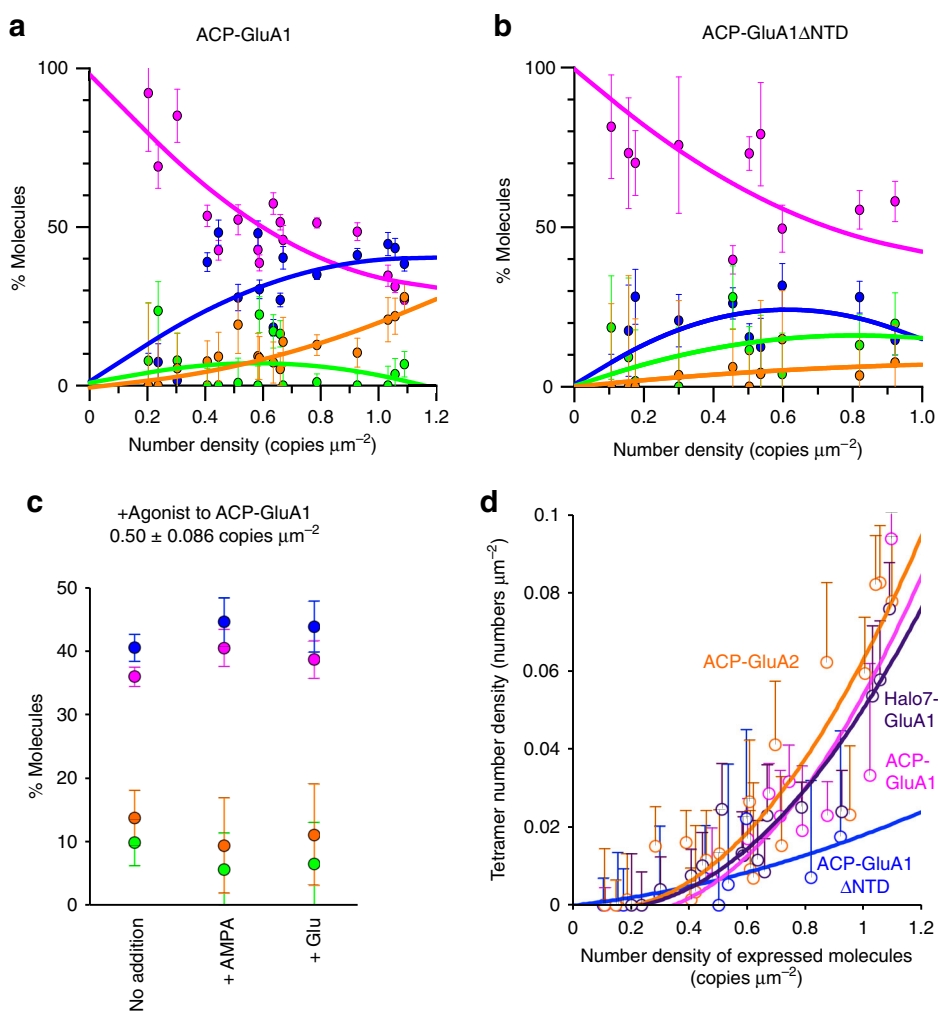 a
ACP-GluA1
% Molecules
100
50
0
0 0.2 0.4 0.6 0.8 1.0 1.2
Number density (copies μm⁻²)
b
ACP-GluA1ΔNTD
% Molecules
100
50
0
0 0.2 0.4 0.6 0.8 1.0
Number density (copies μm⁻²)
c
+Agonist to ACP-GluA1
0.50 ± 0.086 copies μm⁻²
% Molecules
50
40
30
20
10
0
No addition
+ AMPA
+ Glu
d
Tetramer number density (numbers μm⁻²)
0.1
0.08
0.06
0.04
0.02
0
ACP-GluA2
Halo7-
GluA1
ACP-
GluA1
ACP-GluA1
ΔNTD
0 0.2 0.4 0.6 0.8 1 1.2
Number density of expressed molecules
(copies μm⁻²)